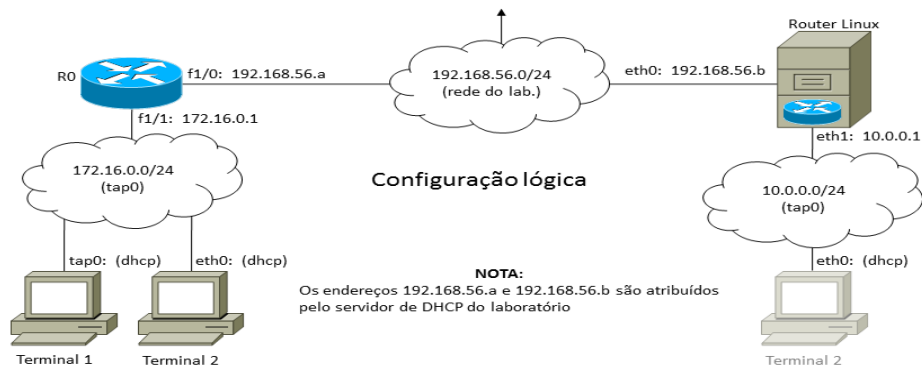 Router Linux
R0
f1/0: 192.168.56.a
192.168.56.0/24
(rede do lab.)
eth0: 192.168.56.b
f1/1: 172.16.0.1
eth1: 10.0.0.1
172.16.0.0/24
(tap0)
Configuração lógica
10.0.0.0/24
(tap0)
tap0: (dhcp)
eth0: (dhcp)
eth0: (dhcp)
NOTA:
Os endereços 192.168.56.a e 192.168.56.b são atribuídos
pelo servidor de DHCP do laboratório
Terminal 1
Terminal 2
Terminal 2